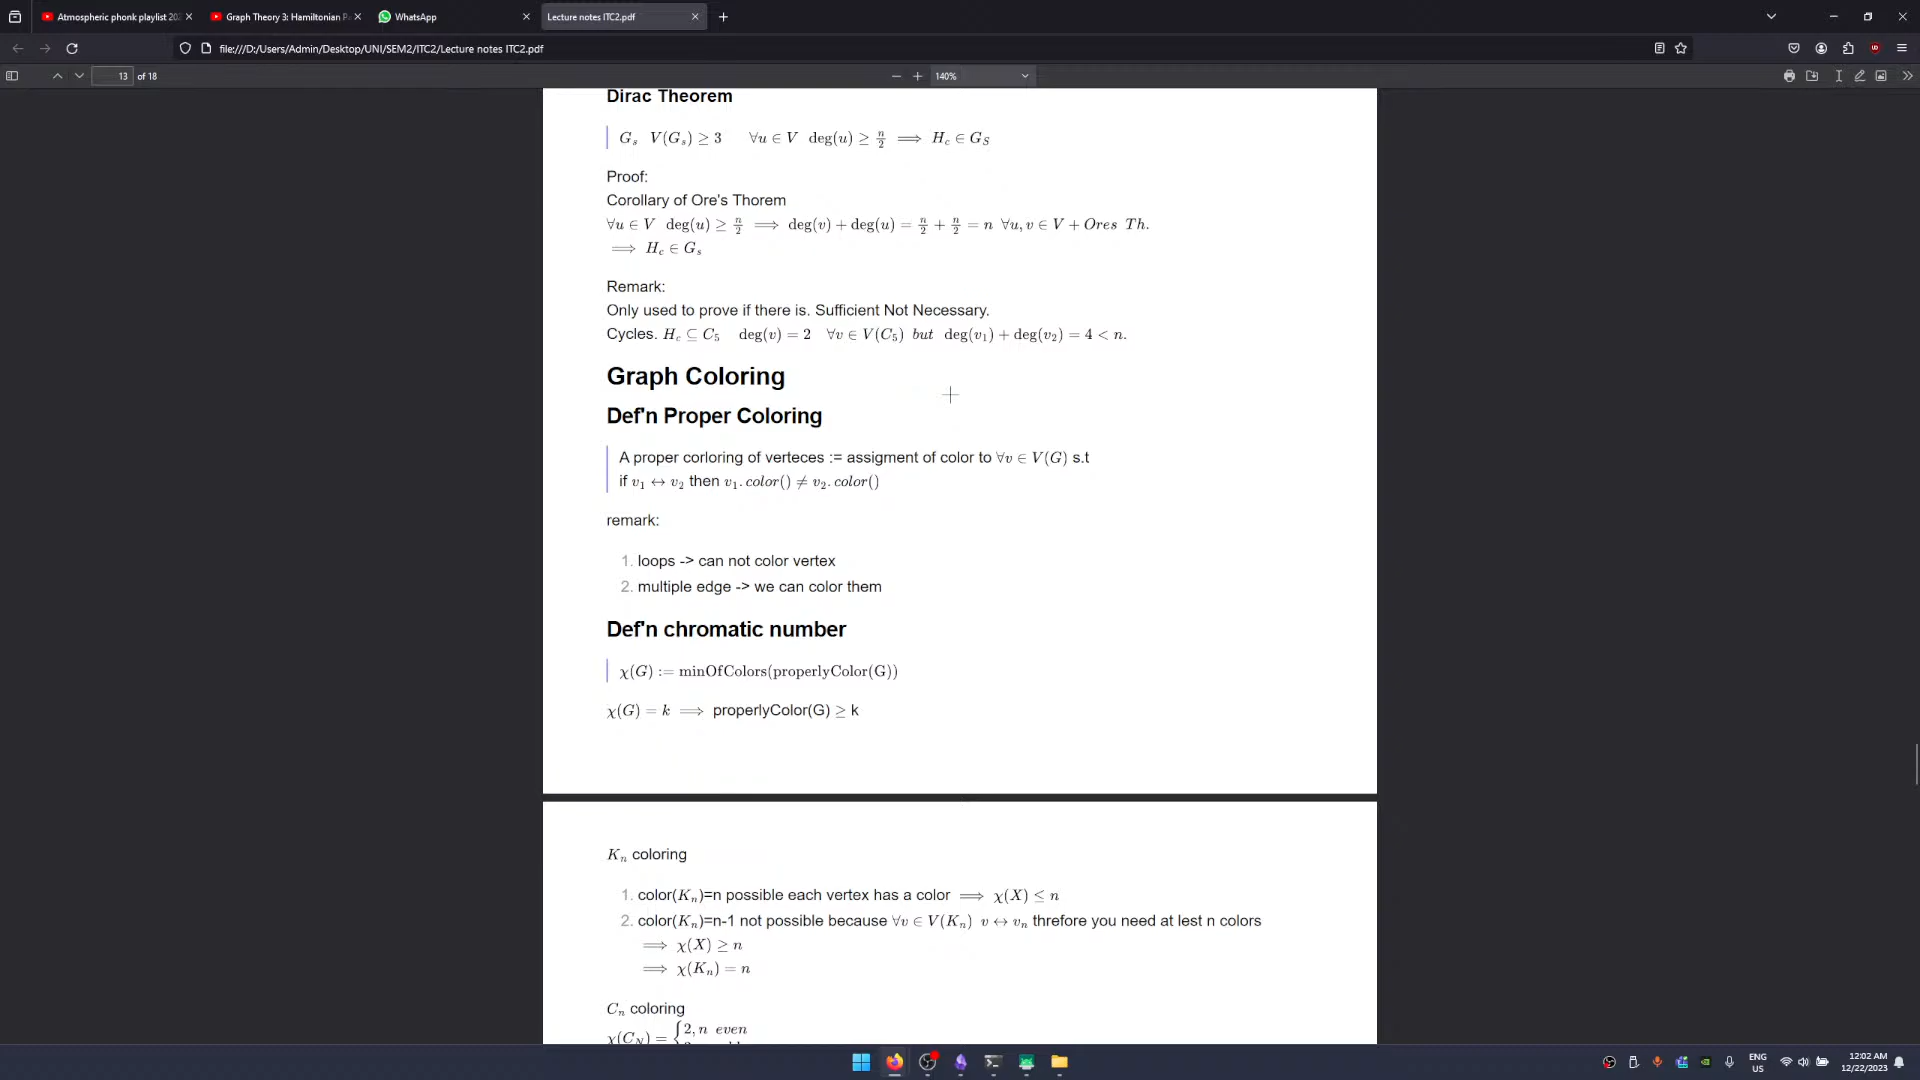 Atmospheric phonk playlist 202
Graph Theory 3: Hamiltonian P
WhatsApp
Lecture notes ITC2.pdf
file:///D:/Users/Admin/Desktop/UNI/SEM2/ITC2/Lecture notes ITC2.pdf
13 of 18
140%
Dirac Theorem
G_s V(G_s) ≥ 3 ∀u ∈ V deg(u) ≥ n/2 ⟹ H_c ∈ G_S
Proof:
Corollary of Ore's Thorem
∀u ∈ V deg(u) ≥ n/2 ⟹ deg(v) + deg(u) = n/2 + n/2 = n ∀u, v ∈ V + Ores Th.
⟹ H_c ∈ G_s
Remark:
Only used to prove if there is. Sufficient Not Necessary.
Cycles. H_c ⊆ C_5 deg(v) = 2 ∀v ∈ V(C_5) but deg(v_1) + deg(v_2) = 4 < n.
Graph Coloring
Def'n Proper Coloring
A proper corloring of verteces := assigment of color to ∀v ∈ V(G) s.t
if v_1 ↔ v_2 then v_1.color() ≠ v_2.color()
remark:
1. loops -> can not color vertex
2. multiple edge -> we can color them
Def'n chromatic number
χ(G) := minOfColors(properlyColor(G))
χ(G) = k ⟹ properlyColor(G) ≥ k
K_n coloring
1. color(K_n)=n possible each vertex has a color ⟹ χ(X) ≤ n
2. color(K_n)=n-1 not possible because ∀v ∈ V(K_n) v ↔ v_n threfore you need at lest n colors
⟹ χ(X) ≥ n
⟹ χ(K_n) = n
C_n coloring
χ(C_N) = { 2, n even
ENG
US
12:02 AM
12/22/2023